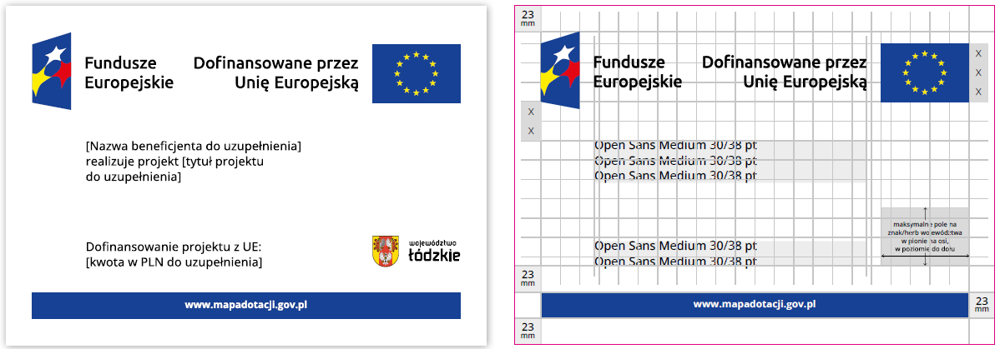 Fundusze
Europejskie
Dofinansowane przez
Unię Europejską
[Nazwa beneficjenta do uzupełnienia]
realizuje projekt [tytuł projektu
do uzupełnienia]
Dofinansowanie projektu z UE:
[kwota w PLN do uzupełnienia]
województwo
łódzkie
www.mapadotacji.gov.pl
23
mm
Fundusze
Europejskie
Dofinansowane przez
Unię Europejską
X
X
X
X
X
Open Sans Medium 30/38 pt
Open Sans Medium 30/38 pt
Open Sans Medium 30/38 pt
maksymalne pole na
znak/herb województwa
w pionie na osi,
w poziomie do dołu
Open Sans Medium 30/38 pt
Open Sans Medium 30/38 pt
23
mm
www.mapadotacji.gov.pl
23
mm
23
mm